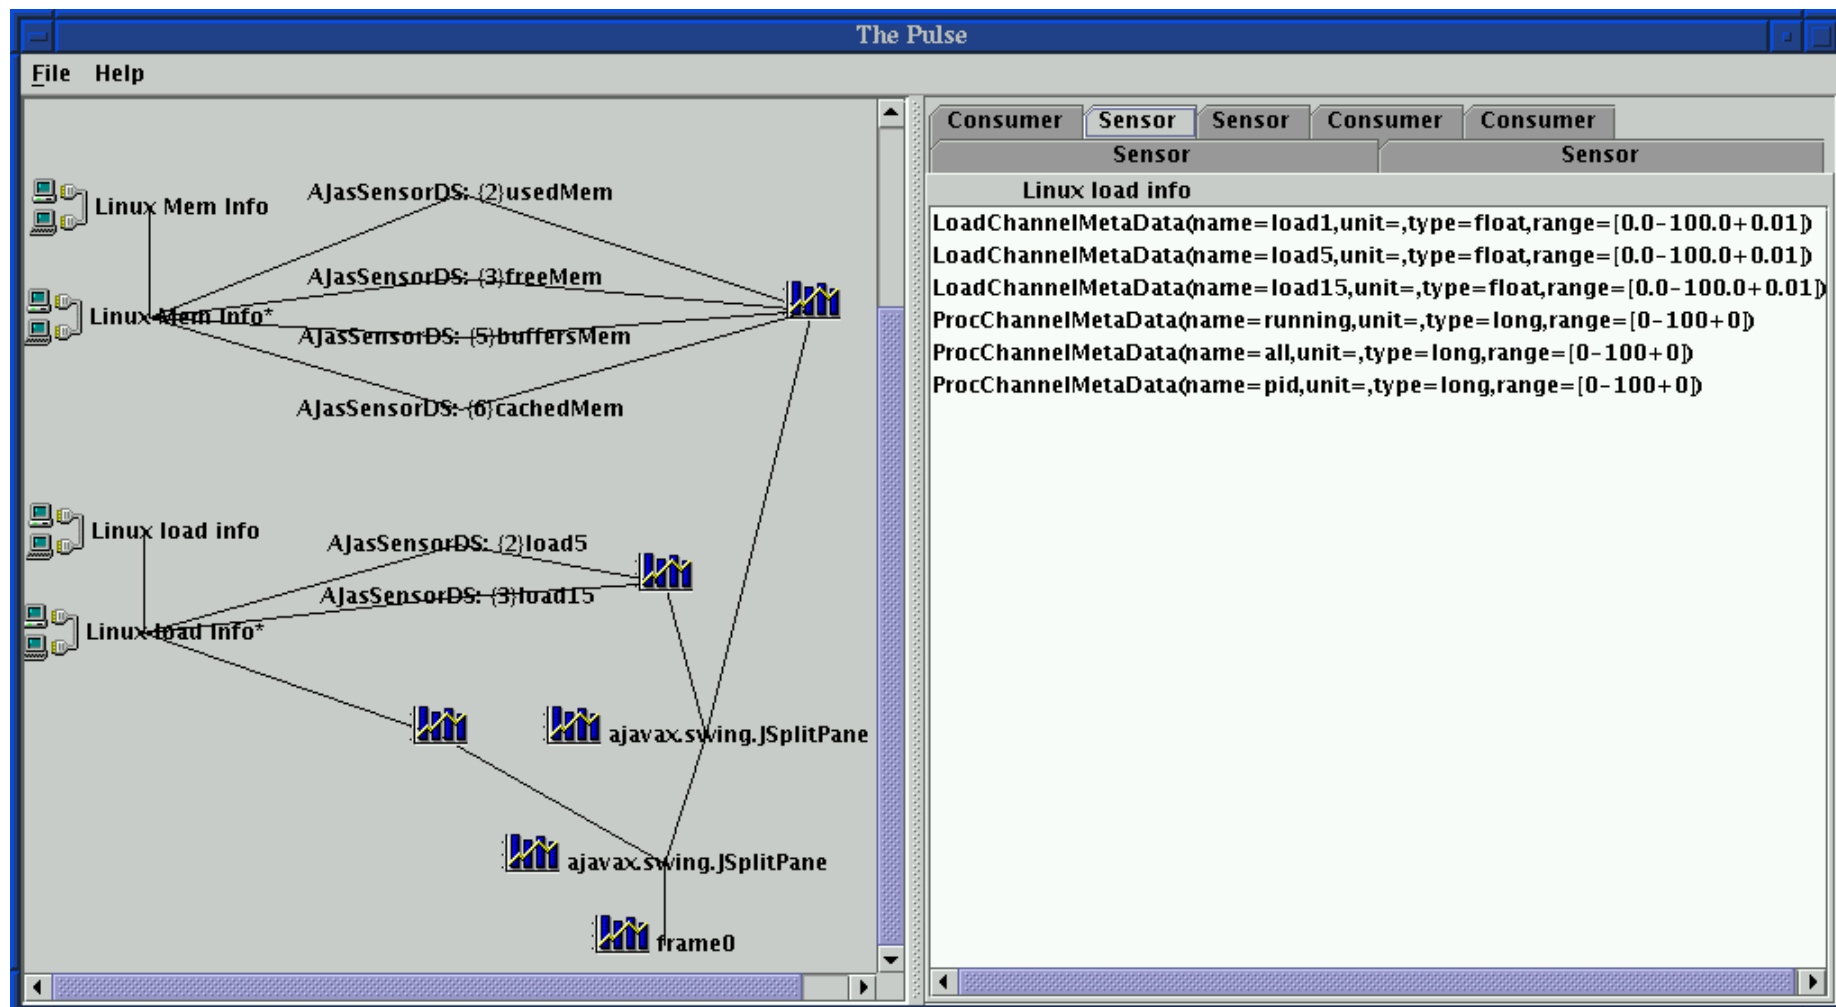 The Pulse
File Help
Linux Mem Info
AJasSensorDS: {2}usedMem
AJasSensorDS: {3}freeMem
Linux Mem Info*
AJasSensorDS: {5}buffersMem
AJasSensorDS: {6}cachedMem
Linux load info
AJasSensorDS: {2}load5
AJasSensorDS: {3}load15
Linux load info*
ajavax.swing.JSplitPane
ajavax.swing.JSplitPane
frame0
Consumer Sensor Sensor Consumer Consumer
Sensor Sensor
Linux load info
LoadChannelMetaData(name=load1,unit=,type=float,range=[0.0-100.0+0.01])
LoadChannelMetaData(name=load5,unit=,type=float,range=[0.0-100.0+0.01])
LoadChannelMetaData(name=load15,unit=,type=float,range=[0.0-100.0+0.01])
ProcChannelMetaData(name=running,unit=,type=long,range=[0-100+0])
ProcChannelMetaData(name=all,unit=,type=long,range=[0-100+0])
ProcChannelMetaData(name=pid,unit=,type=long,range=[0-100+0])